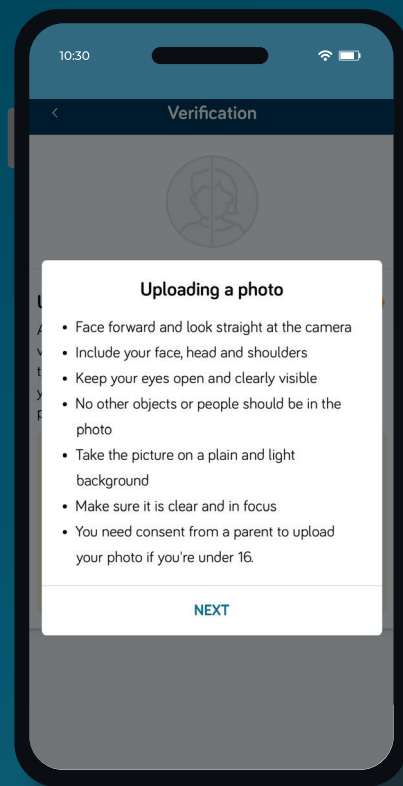 10:30
Verification
Uploading a photo
• Face forward and look straight at the camera
• Include your face, head and shoulders
• Keep your eyes open and clearly visible
• No other objects or people should be in the
photo
• Take the picture on a plain and light
background
• Make sure it is clear and in focus
• You need consent from a parent to upload
your photo if you're under 16.
NEXT